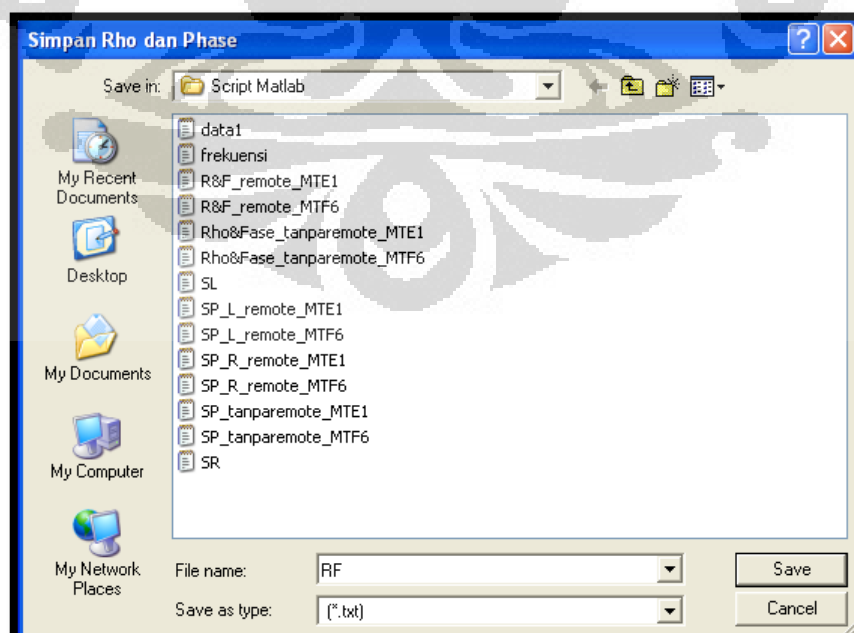 Simpan Rho dan Phase
Save in: Script Matlab
My Recent
Documents
Desktop
My Documents
My Computer
My Network
Places
data1
frekuensi
R&F_remote_MTE1
R&F_remote_MTF6
Rho&Fase_tanparemote_MTE1
Rho&Fase_tanparemote_MTF6
SL
SP_L_remote_MTE1
SP_L_remote_MTF6
SP_R_remote_MTE1
SP_R_remote_MTF6
SP_tanparemote_MTE1
SP_tanparemote_MTF6
SR
File name: RF Save
Save as type: (*.txt) Cancel